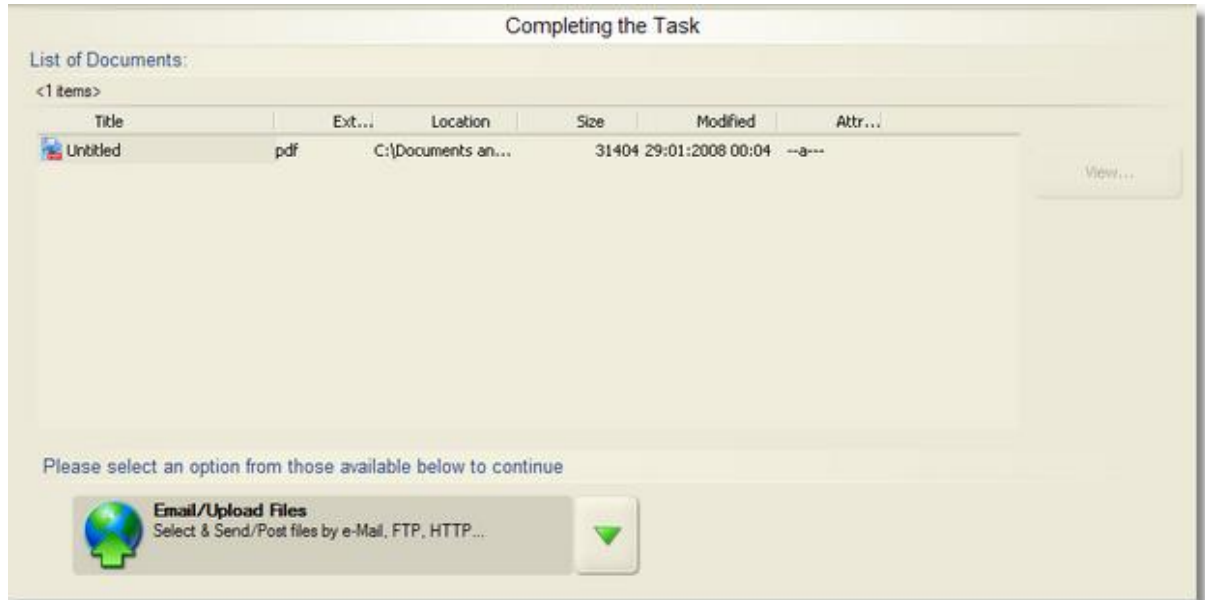 Completing the Task
List of Documents:
<1 items>
Title Ext... Location Size Modified Attr...
Untitled pdf C:\Documents an... 31404 29:01:2008 00:04 --a---
View...
Please select an option from those available below to continue
Email/Upload Files
Select & Send/Post files by e-Mail, FTP, HTTP...